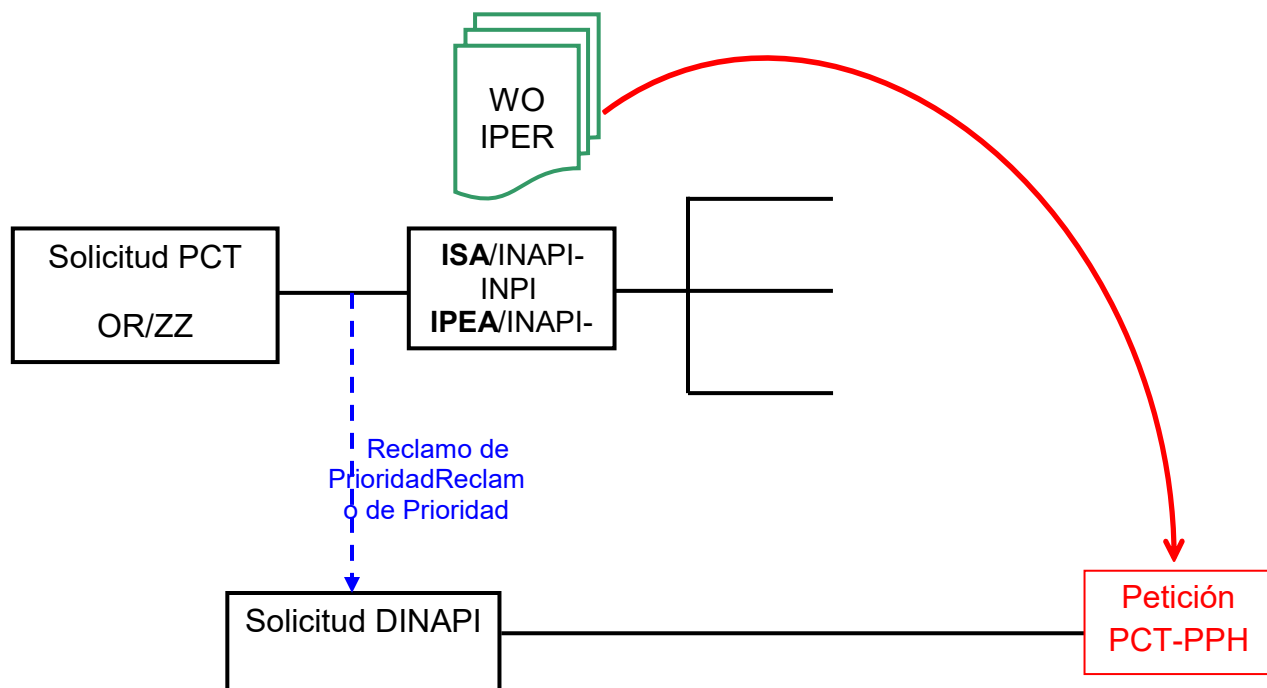 WO
IPER
Solicitud PCT
OR/ZZ
ISA/INAPI-
INPI
IPEA/INAPI-
Reclamo de
PrioridadReclam
o de Prioridad
Solicitud DINAPI
Petición
PCT-PPH